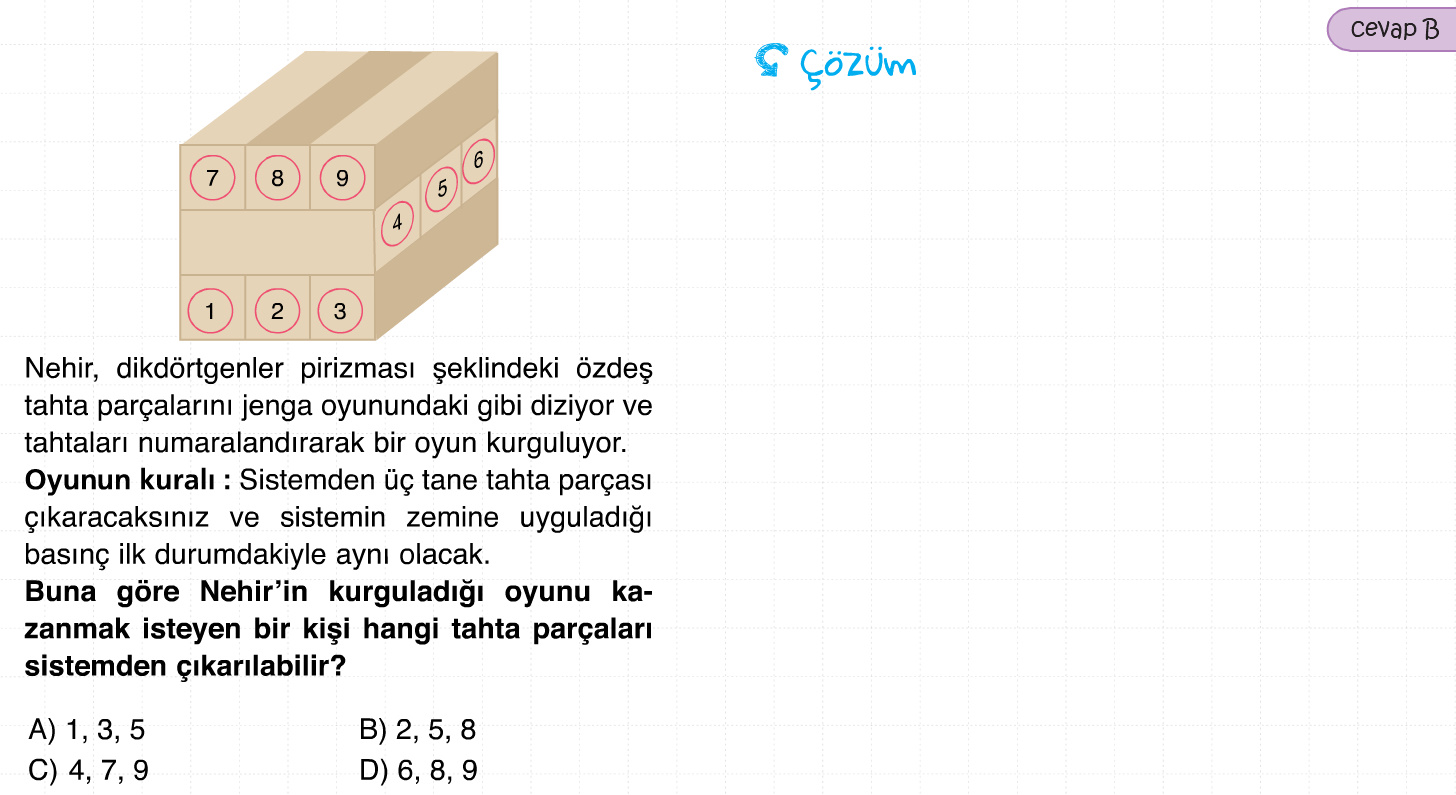 Cevap B
Çözüm
7 8 9
4 5 6
1 2 3
Nehir, dikdörtgenler pirizması şeklindeki özdeş
tahta parçalarını jenga oyunundaki gibi diziyor ve
tahtaları numaralandırarak bir oyun kurguluyor.
Oyunun kuralı : Sistemden üç tane tahta parçası
çıkaracaksınız ve sistemin zemine uyguladığı
basınç ilk durumdakiyle aynı olacak.
Buna göre Nehir’in kurguladığı oyunu ka-
zanmak isteyen bir kişi hangi tahta parçaları
sistemden çıkarılabilir?
A) 1, 3, 5 B) 2, 5, 8
C) 4, 7, 9 D) 6, 8, 9